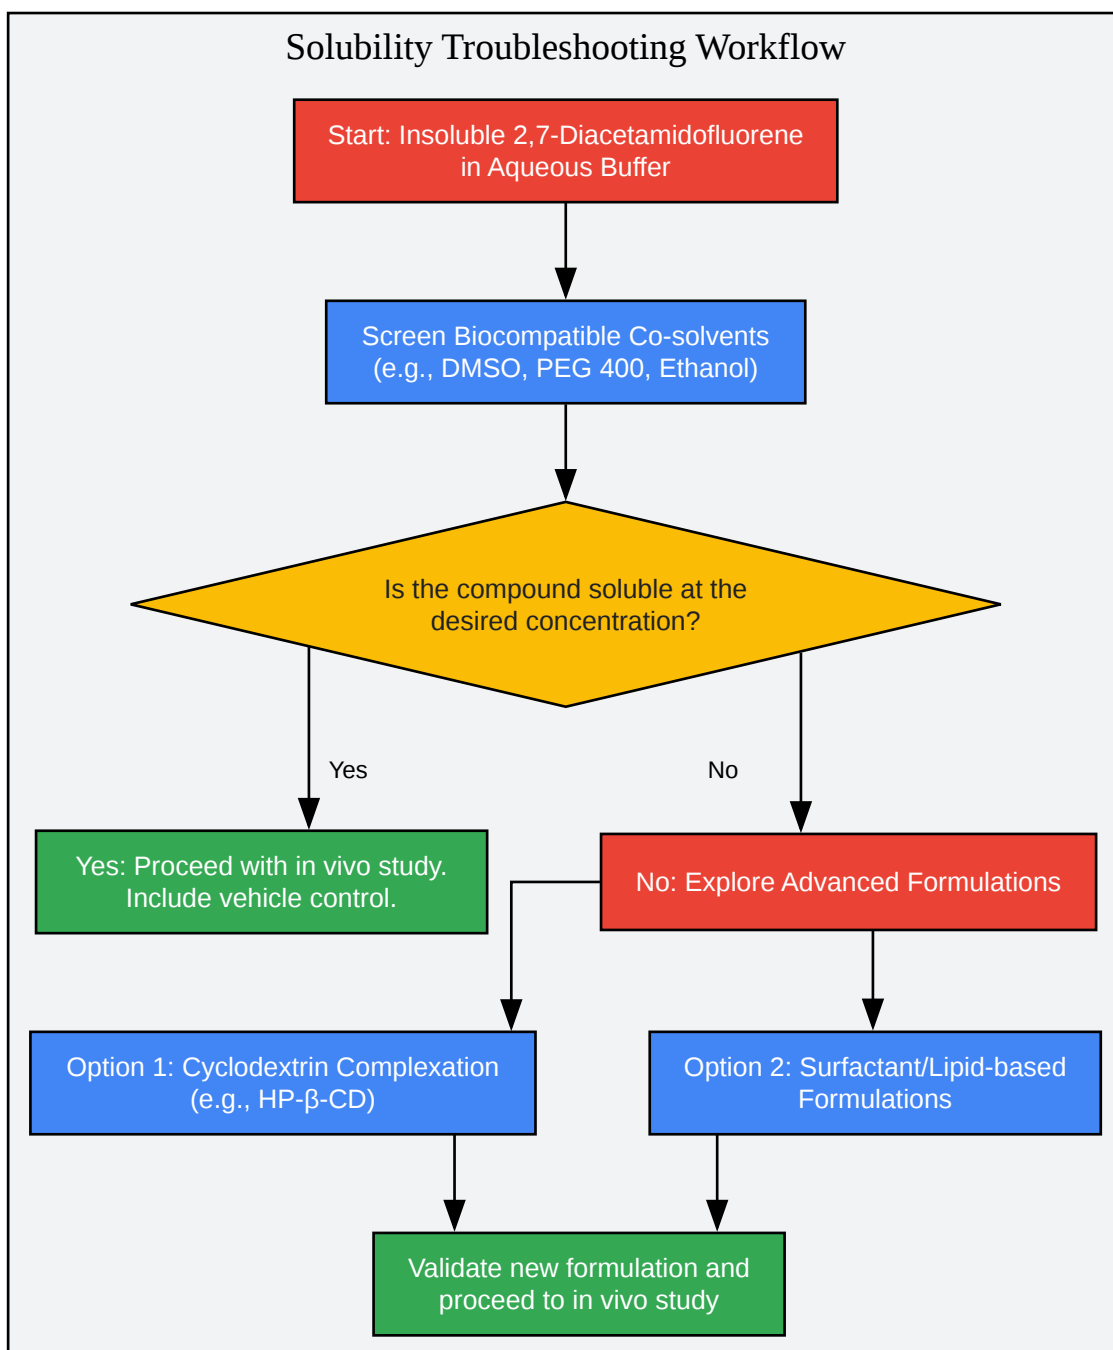 Solubility Troubleshooting Workflow
Start: Insoluble 2,7-Diacetamidofluorene
in Aqueous Buffer
Screen Biocompatible Co-solvents
(e.g., DMSO, PEG 400, Ethanol)
Is the compound soluble at the
desired concentration?
Yes
No
Yes: Proceed with in vivo study.
Include vehicle control.
No: Explore Advanced Formulations
Option 1: Cyclodextrin Complexation
(e.g., HP-β-CD)
Option 2: Surfactant/Lipid-based
Formulations
Validate new formulation and
proceed to in vivo study